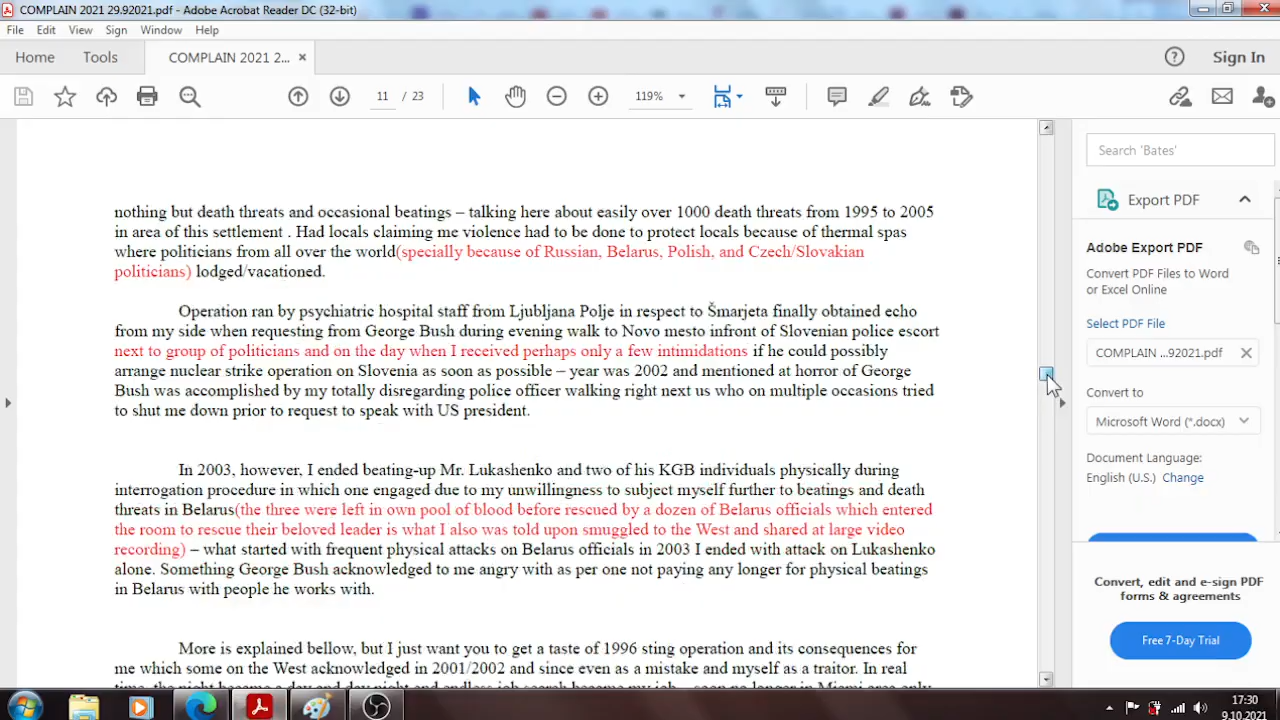 COMPLAIN 2021 29.92021.pdf - Adobe Acrobat Reader DC (32-bit)
File Edit View Sign Window Help
Home Tools COMPLAIN 2021 2... × Sign In
11 / 23 119%
Search 'Bates'
nothing but death threats and occasional beatings – talking here about easily over 1000 death threats from 1995 to 2005
in area of this settlement . Had locals claiming me violence had to be done to protect locals because of thermal spas
where politicians from all over the world(specially because of Russian, Belarus, Polish, and Czech/Slovakian
politicians) lodged/vacationed.
Operation ran by psychiatric hospital staff from Ljubljana Polje in respect to Šmarjeta finally obtained echo
from my side when requesting from George Bush during evening walk to Novo mesto infront of Slovenian police escort
next to group of politicians and on the day when I received perhaps only a few intimidations if he could possibly
arrange nuclear strike operation on Slovenia as soon as possible – year was 2002 and mentioned at horror of George
Bush was accomplished by my totally disregarding police officer walking right next us who on multiple occasions tried
to shut me down prior to request to speak with US president.
In 2003, however, I ended beating-up Mr. Lukashenko and two of his KGB individuals physically during
interrogation procedure in which one engaged due to my unwillingness to subject myself further to beatings and death
threats in Belarus(the three were left in own pool of blood before rescued by a dozen of Belarus officials which entered
the room to rescue their beloved leader is what I also was told upon smuggled to the West and shared at large video
recording) – what started with frequent physical attacks on Belarus officials in 2003 I ended with attack on Lukashenko
alone. Something George Bush acknowledged to me angry with as per one not paying any longer for physical beatings
in Belarus with people he works with.
More is explained bellow, but I just want you to get a taste of 1996 sting operation and its consequences for
me which some on the West acknowledged in 2001/2002 and since even as a mistake and myself as a traitor. In real
Export PDF
Adobe Export PDF
Convert PDF Files to Word
or Excel Online
Select PDF File
COMPLAIN ...92021.pdf
Convert to
Microsoft Word (*.docx)
Document Language:
English (U.S.) Change
Convert, edit and e-sign PDF
forms & agreements
Free 7-Day Trial
17:30
9.10.2021